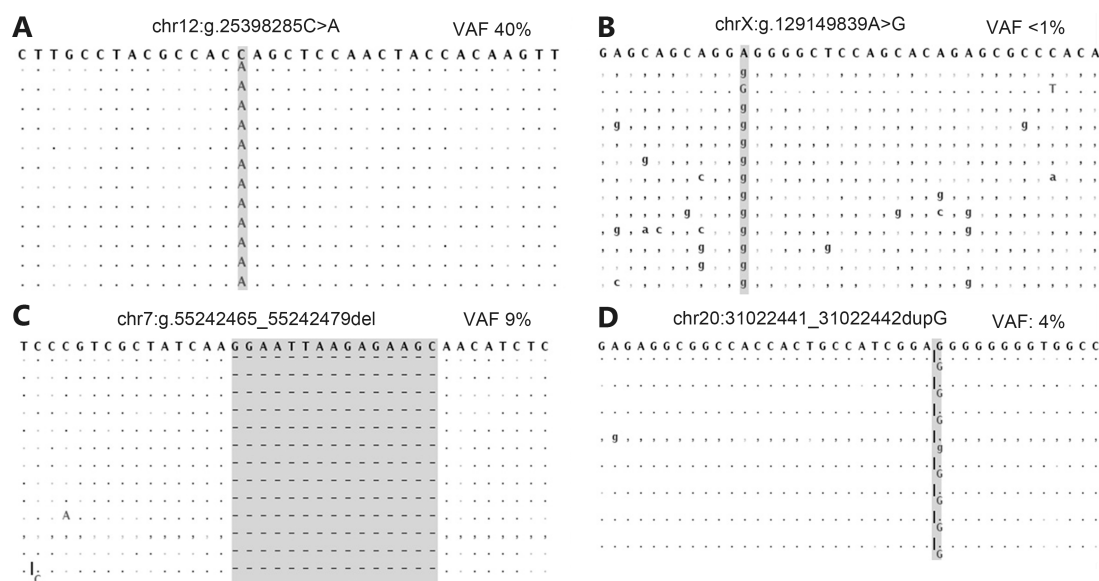 A chr12:g.25398285C>A VAF 40%
CTTGCCTACGCCACCAGCTCCAACTACCACAAGTT
A
A
A
A
A
A
A
A
A
A
A
A
B chrX:g.129149839A>G VAF <1%
GAGCAGCAGGAGGGGCTCCAGCACAGAGCGCCCACA
g
G T
g
g g g
g
g g
c g a
g g
g g g c g
g a c c g g
g g g
g g
c g g
C chr7:g.55242465_55242479del VAF 9%
TCCCGTCGCTATCAAGGAATTAAGAGAAGCAACATCTC
A
C
D chr20:31022441_31022442dupG VAF: 4%
GAGAGGCGGCCACCACTGCCATCGGAGGGGGGGGTGGCC
G
G
G
g g
G
G
G
G